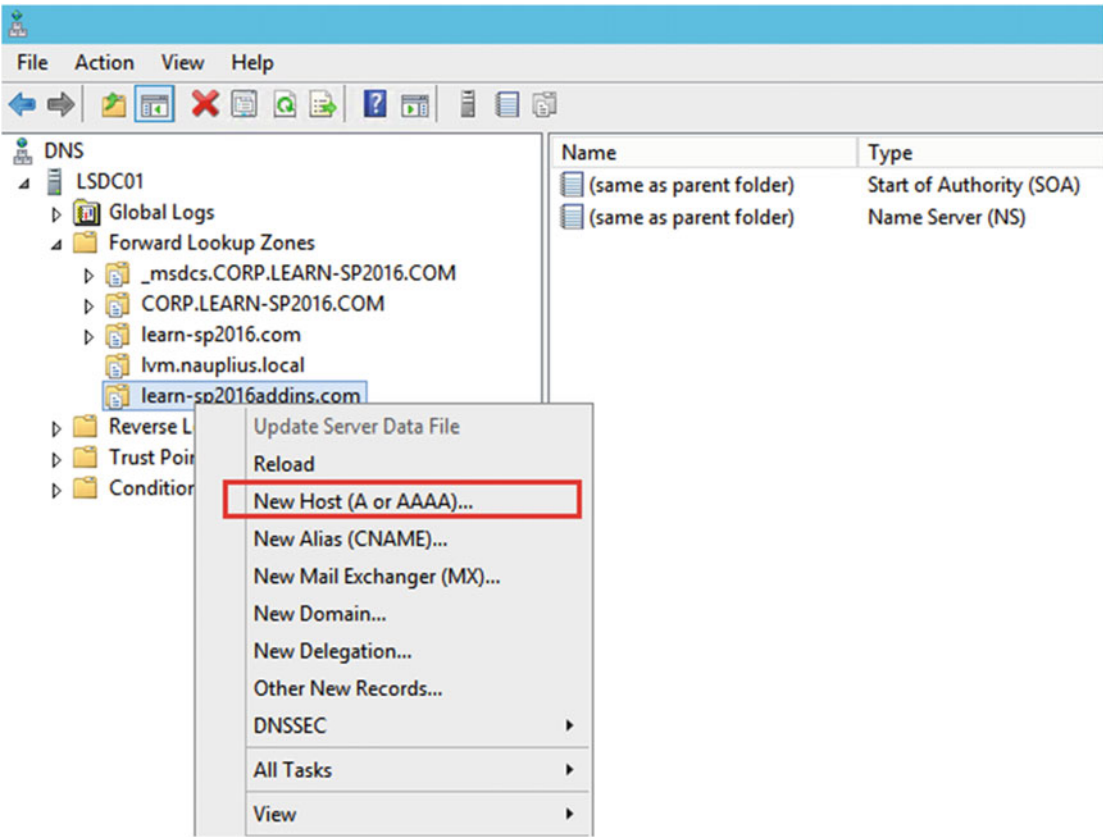 File Action View Help
DNS
LSDC01
Global Logs
Forward Lookup Zones
_msdcs.CORP.LEARN-SP2016.COM
CORP.LEARN-SP2016.COM
learn-sp2016.com
lvm.nauplius.local
learn-sp2016addins.com
Reverse L
Trust Poi
Condition
Name Type
(same as parent folder) Start of Authority (SOA)
(same as parent folder) Name Server (NS)
Update Server Data File
Reload
New Host (A or AAAA)...
New Alias (CNAME)...
New Mail Exchanger (MX)...
New Domain...
New Delegation...
Other New Records...
DNSSEC
All Tasks
View